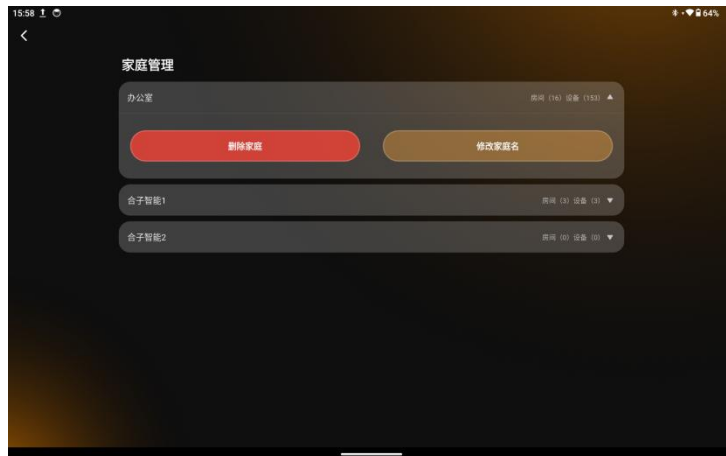 15:58
64%
家庭管理
办公室 房间 (16) 设备 (153)
删除家庭 修改家庭名
合子智能1 房间 (3) 设备 (3)
合子智能2 房间 (0) 设备 (0)